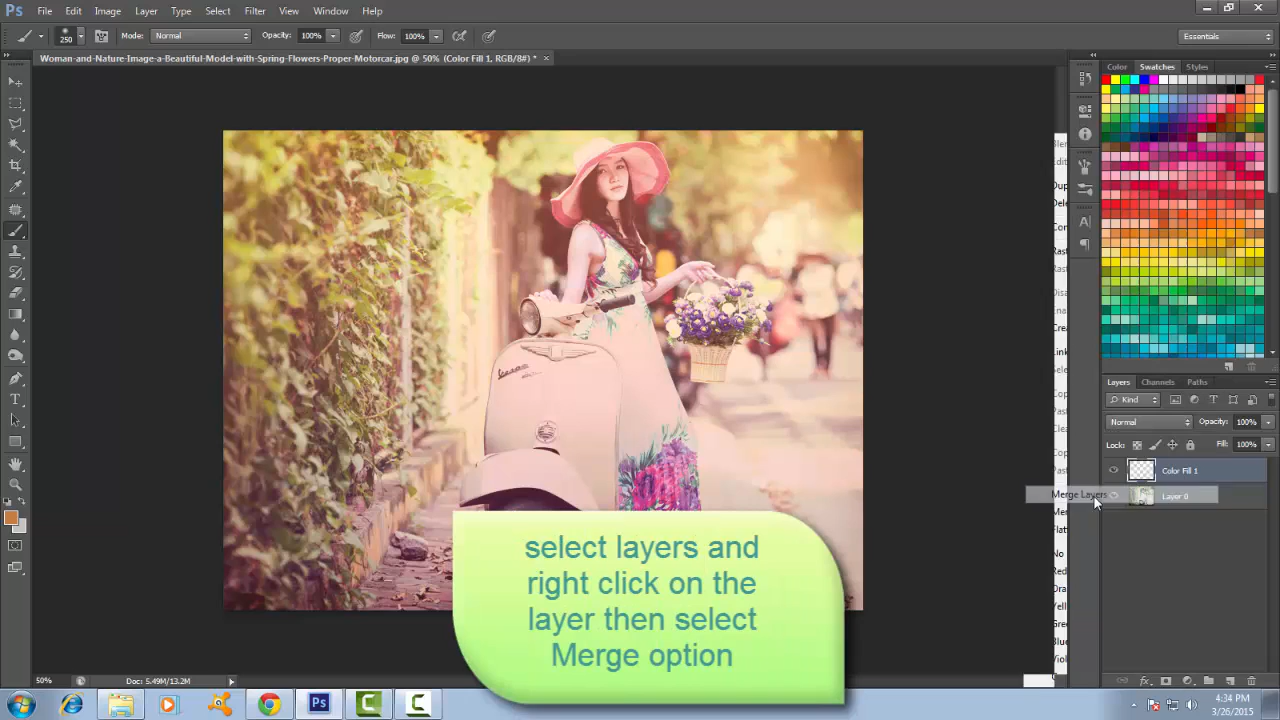 Ps File Edit Image Layer Type Select Filter View Window Help
250 Mode: Normal Opacity: 100% Flow: 100% Essentials
Woman-and-Nature-Image-a-Beautiful-Model-with-Spring-Flowers-Proper-Motorcar.jpg @ 50% (Color Fill 1, RGB/8#) * ×
Color Swatches Styles
Layers Channels Paths
Kind
Normal Opacity: 100%
Lock: Fill: 100%
Color Fill 1
Merge Layers Layer 0
select layers and
right click on the
layer then select
Merge option
50% Doc: 5.49M/13.2M
Ps
4:34 PM
3/26/2015